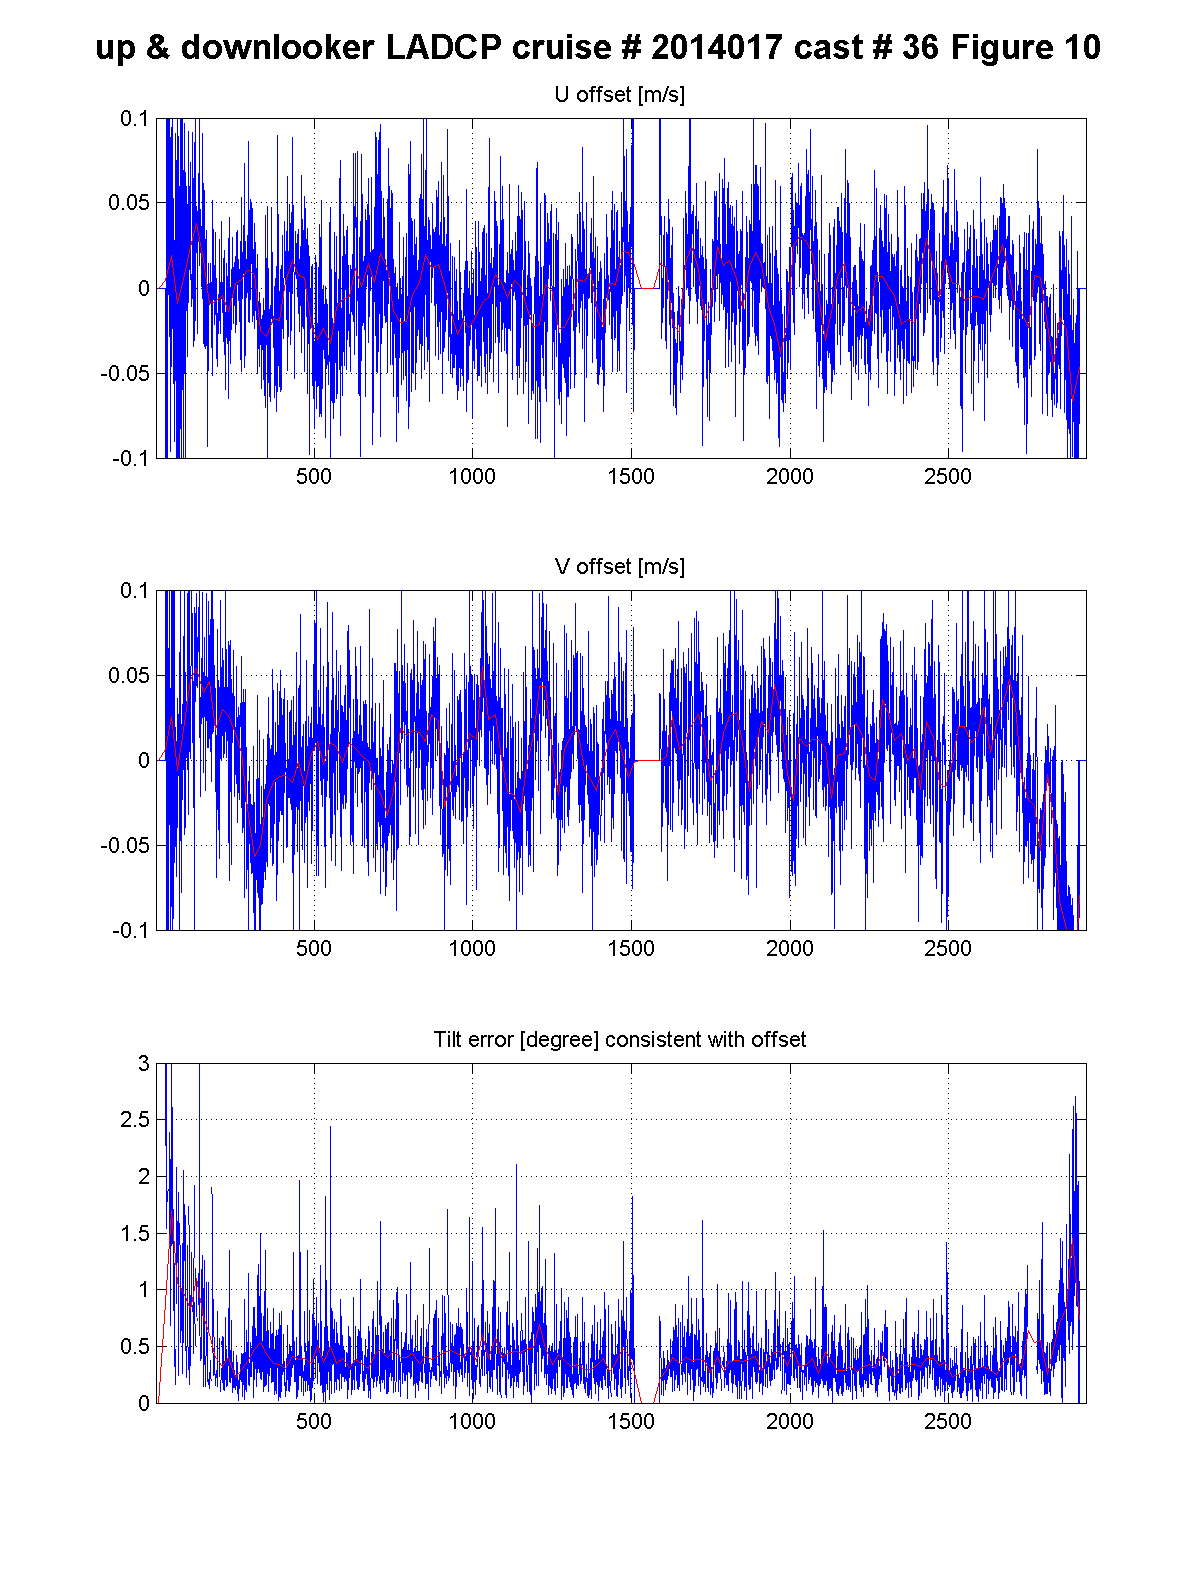 up & downlooker LADCP cruise # 2014017 cast # 36 Figure 10
U offset [m/s]
0.1
0.05
0
-0.05
-0.1
500 1000 1500 2000 2500
V offset [m/s]
0.1
0.05
0
-0.05
-0.1
500 1000 1500 2000 2500
Tilt error [degree] consistent with offset
3
2.5
2
1.5
1
0.5
0
500 1000 1500 2000 2500